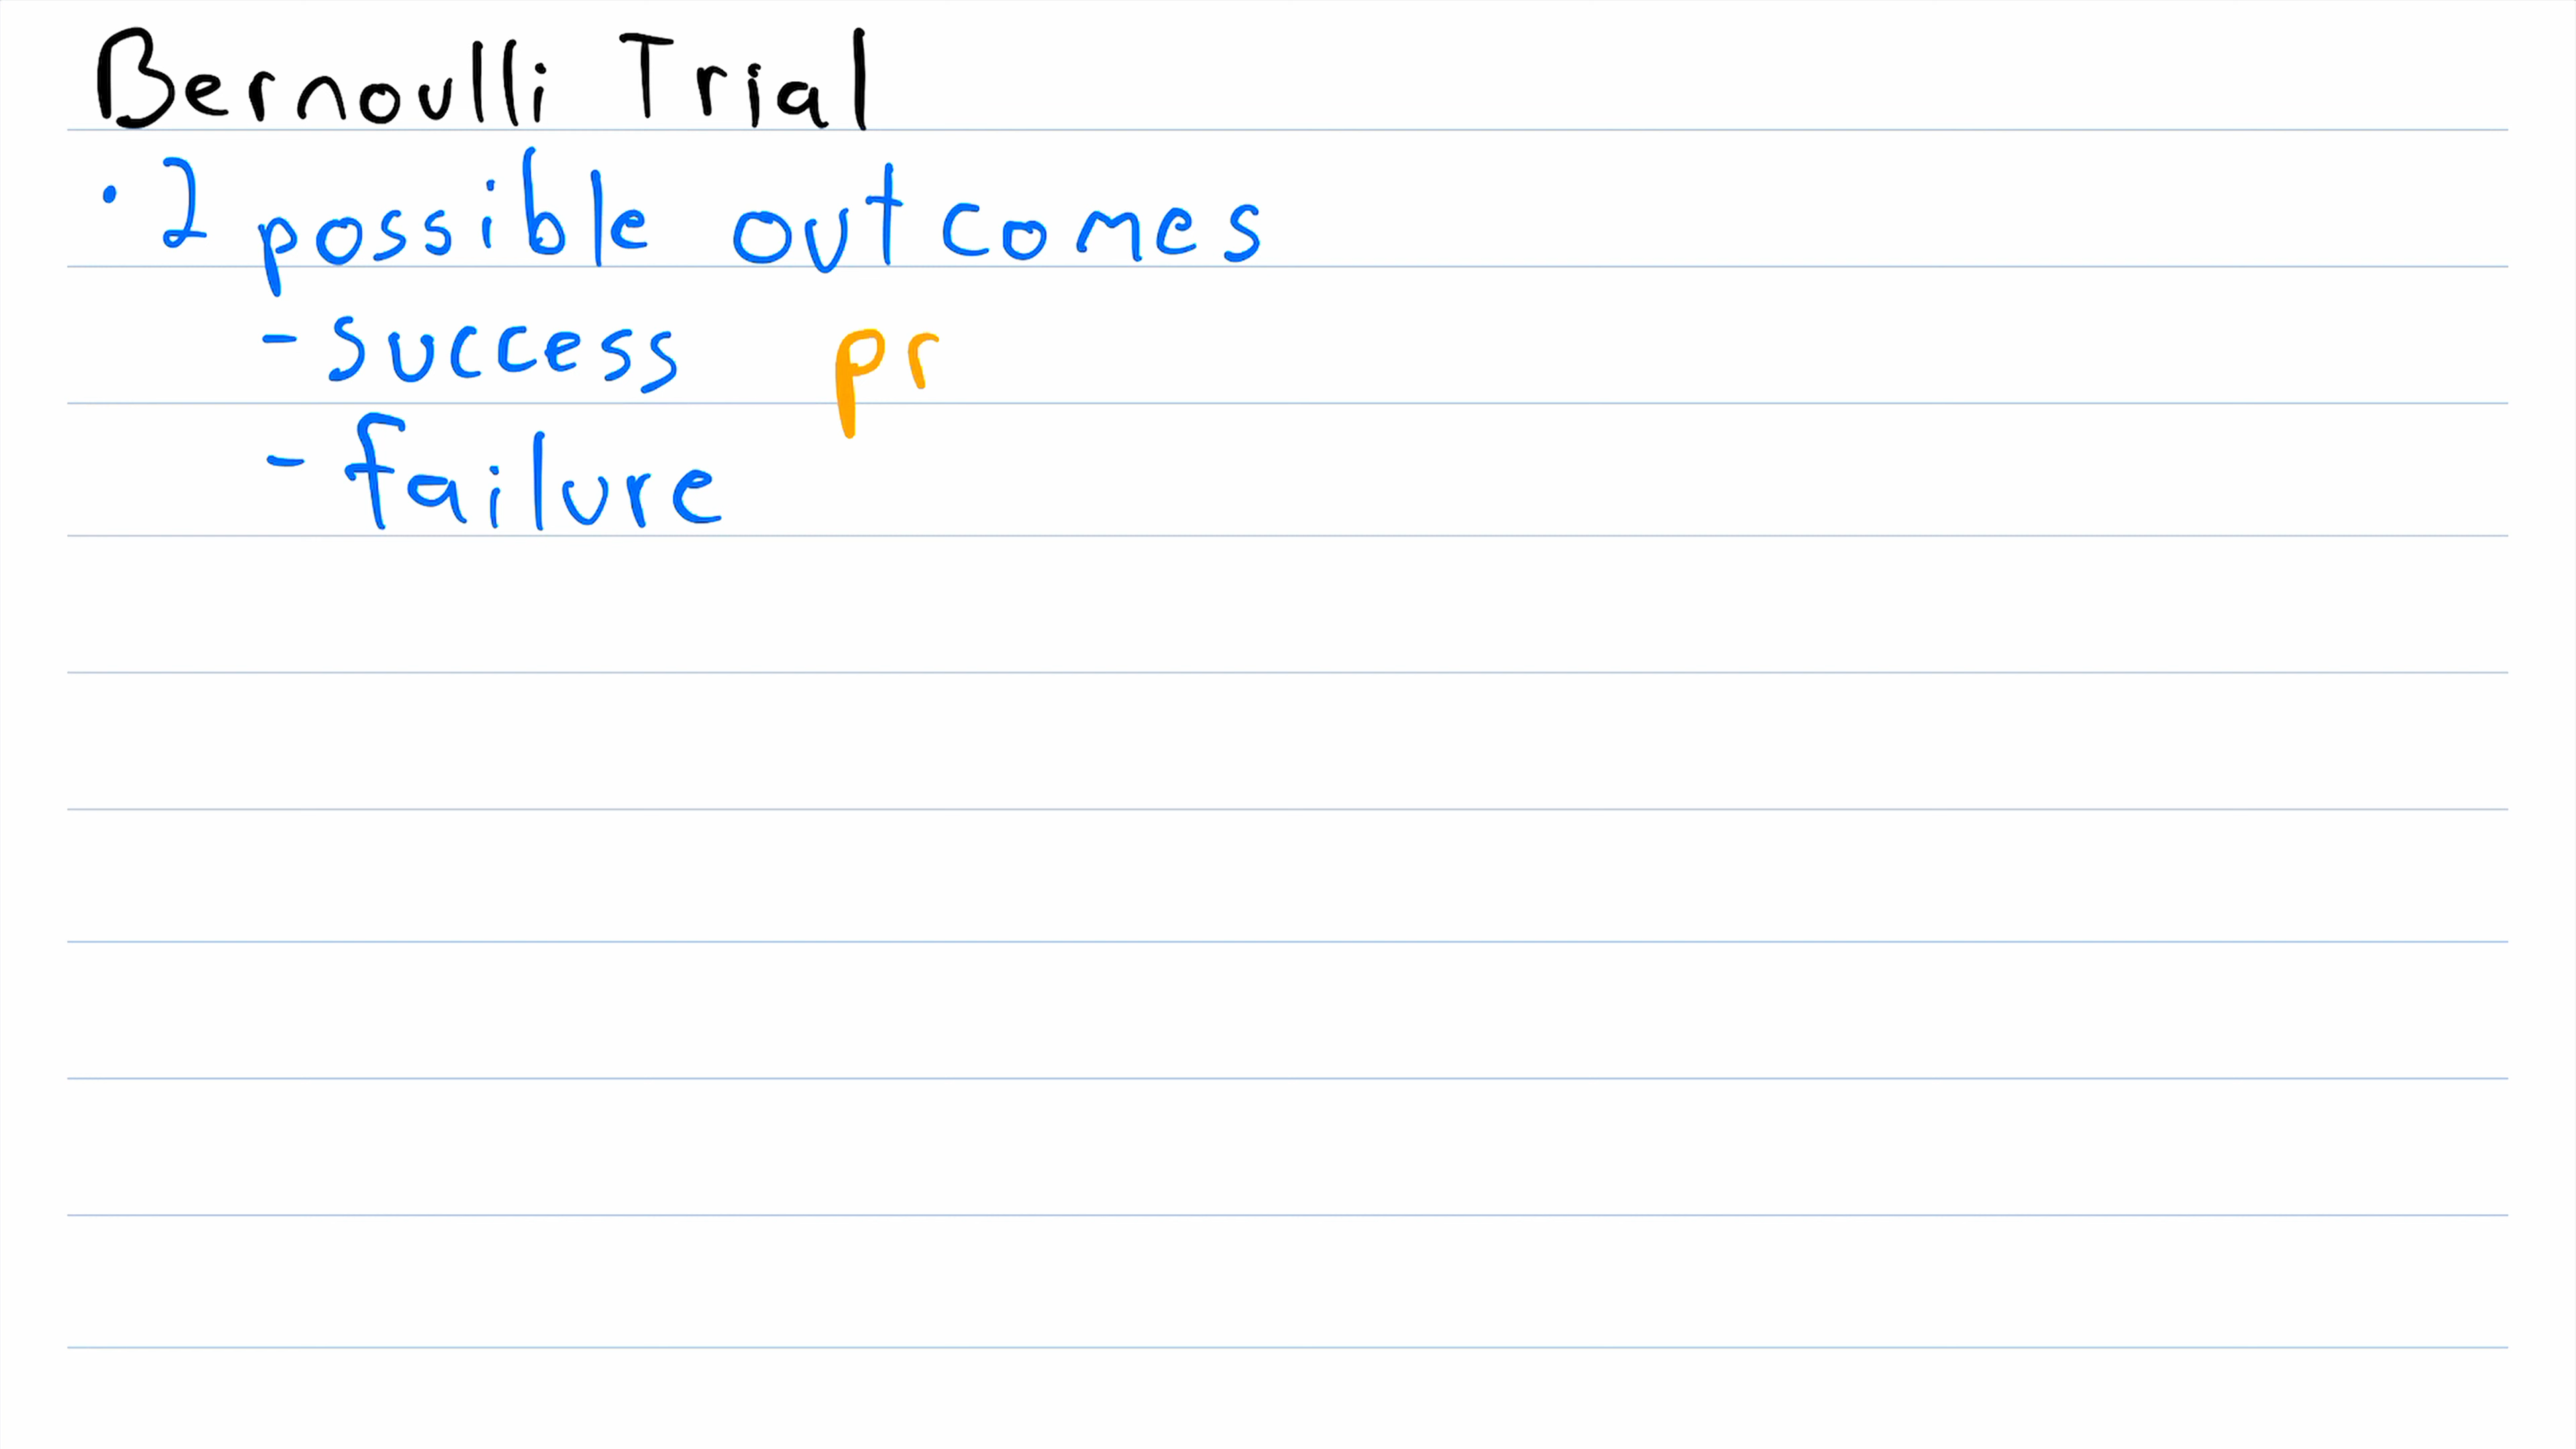 Bernoulli Trial
• 2 possible outcomes
- success pr
- failure